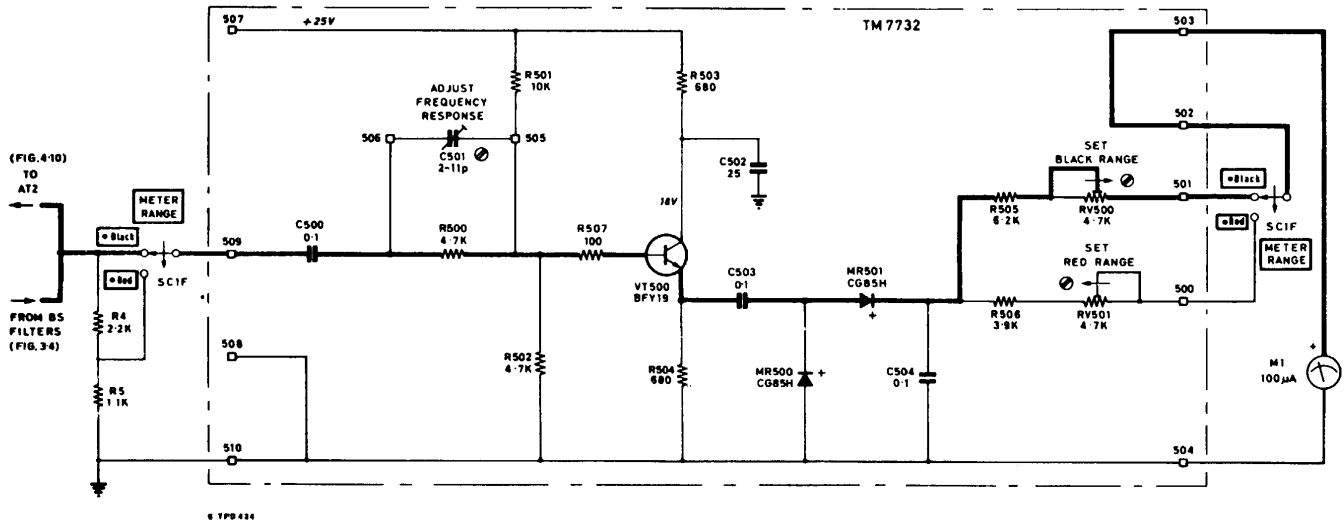 507
+25V
TM 7732
503
R501
10K
R503
680
ADJUST
FREQUENCY
RESPONSE
506
505
C501
2-11p
502
C502
25
(FIG. 4·10)
TO
AT2
METER
RANGE
Black
SET
BLACK RANGE
501
Black
R505
6.2K
RV500
4.7K
Red
SC1F
METER
RANGE
18V
C500
0·1
509
R500
4.7K
R507
100
SC1F
Red
SET
RED RANGE
VT500
BFY19
C503
0·1
MR501
CG85H
+
500
R506
3.9K
RV501
4.7K
FROM BS
FILTERS
(FIG. 3·4)
R4
2·2K
508
R502
4.7K
R504
680
MR500
CG85H
+
C504
0·1
+
M1
100µA
R5
1·1K
510
504
TPD424